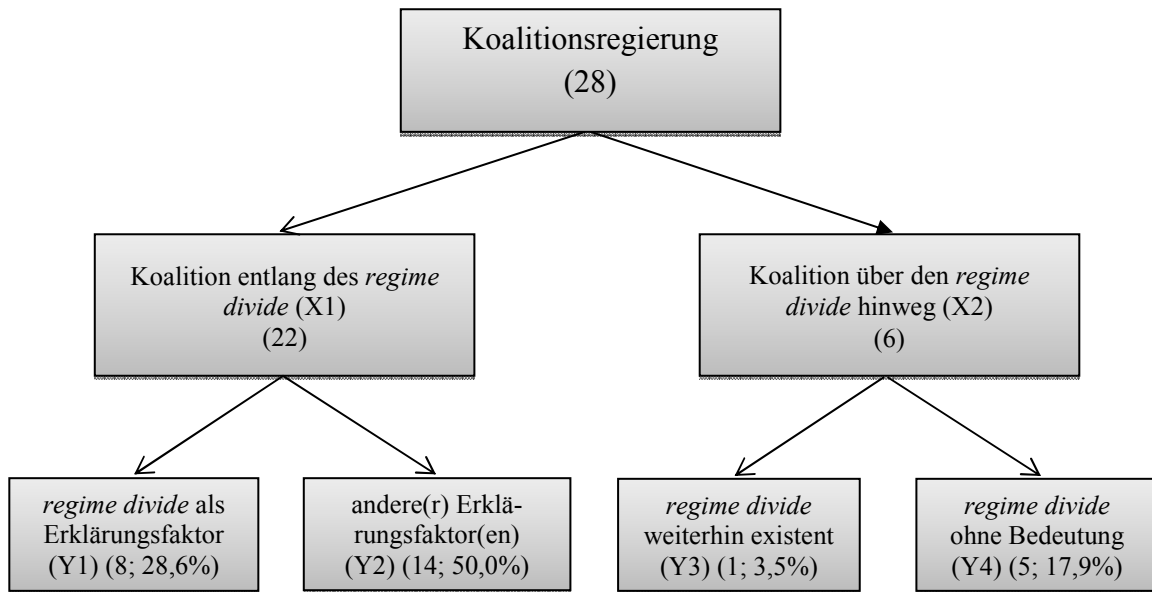 Koalitionsregierung
(28)
Koalition entlang des regime
divide (X1)
(22)
Koalition über den regime
divide hinweg (X2)
(6)
regime divide als
Erklärungsfaktor
(Y1) (8; 28,6%)
andere(r) Erklä-
rungsfaktor(en)
(Y2) (14; 50,0%)
regime divide
weiterhin existent
(Y3) (1; 3,5%)
regime divide
ohne Bedeutung
(Y4) (5; 17,9%)